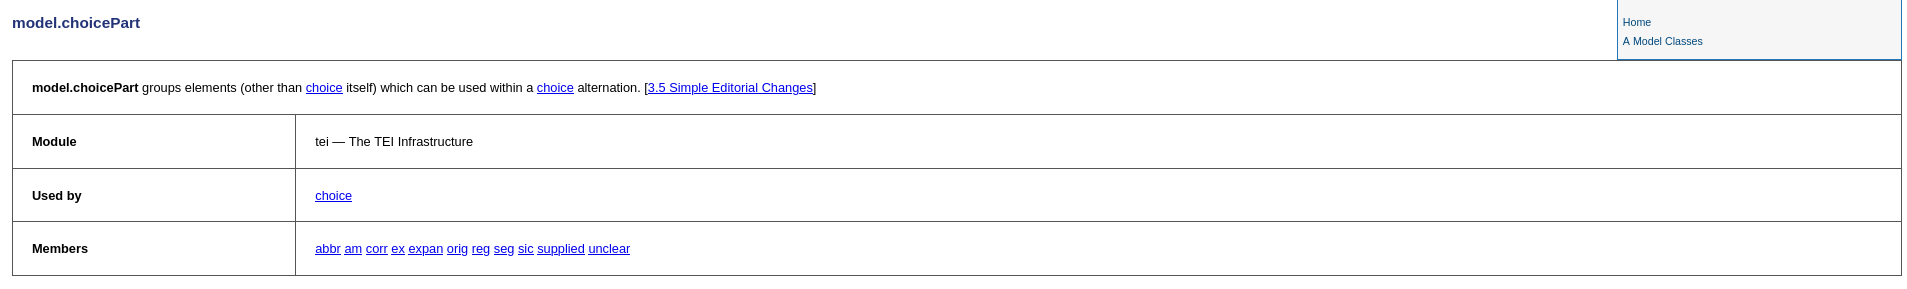 model.choicePart
Home
A Model Classes
model.choicePart groups elements (other than choice itself) which can be used within a choice alternation. [3.5 Simple Editorial Changes]
Module
tei — The TEI Infrastructure
Used by
choice
Members
abbr am corr ex expan orig reg seg sic supplied unclear